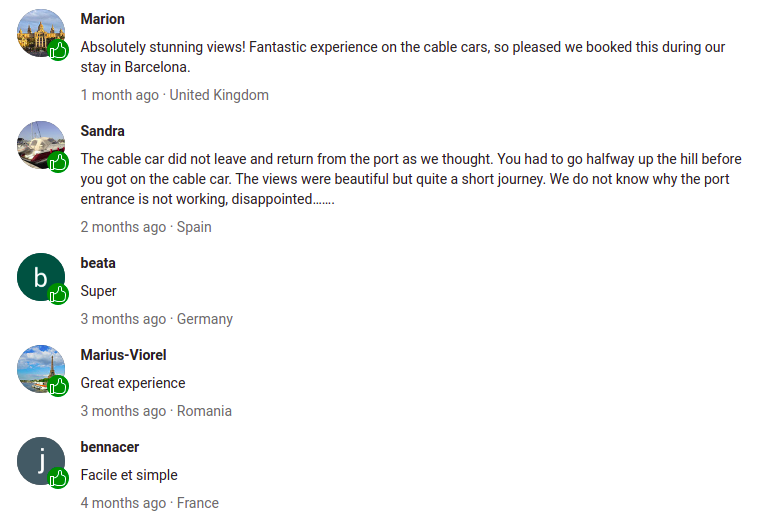 Marion
Absolutely stunning views! Fantastic experience on the cable cars, so pleased we booked this during our
stay in Barcelona.
1 month ago · United Kingdom
Sandra
The cable car did not leave and return from the port as we thought. You had to go halfway up the hill before
you got on the cable car. The views were beautiful but quite a short journey. We do not know why the port
entrance is not working, disappointed.......
2 months ago · Spain
b
beata
Super
3 months ago · Germany
Marius-Viorel
Great experience
3 months ago · Romania
j
bennacer
Facile et simple
4 months ago · France